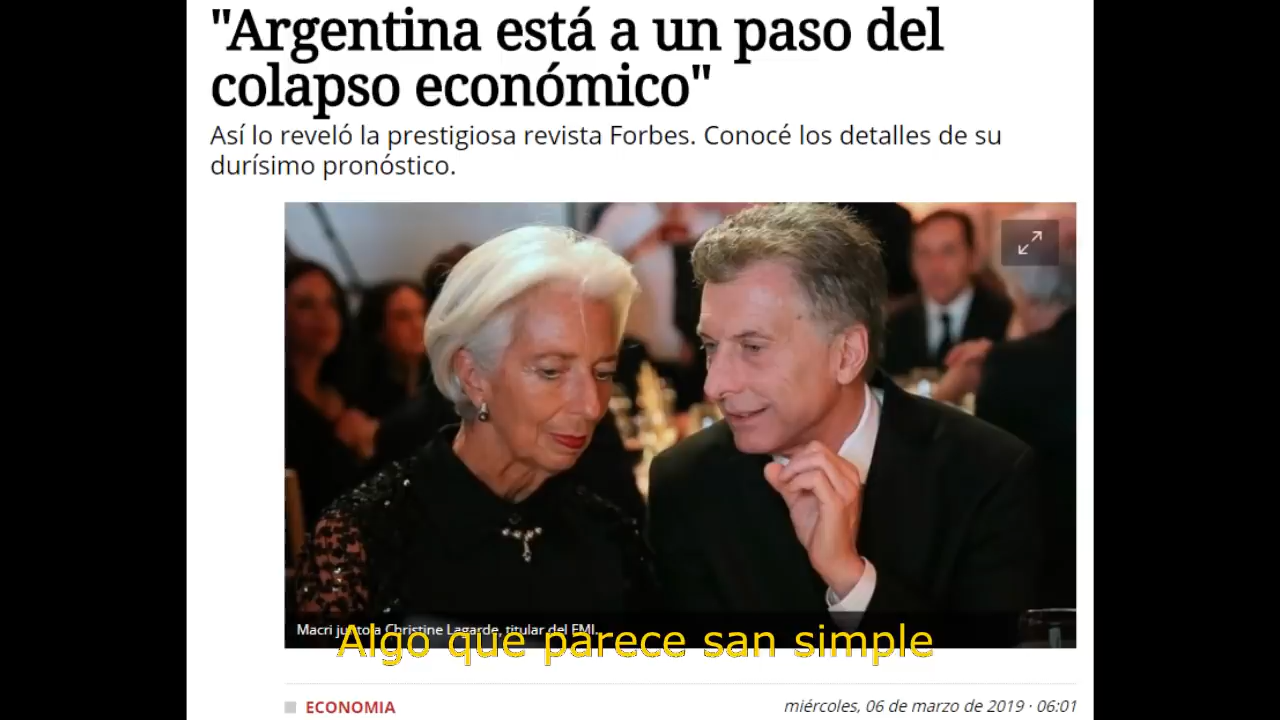 "Argentina está a un paso del
colapso económico"
Así lo reveló la prestigiosa revista Forbes. Conocé los detalles de su
durísimo pronóstico.
Macri junto a Christine Lagarde, titular del FMI.
Algo que parece san simple
ECONOMIA
miércoles, 06 de marzo de 2019 · 06:01